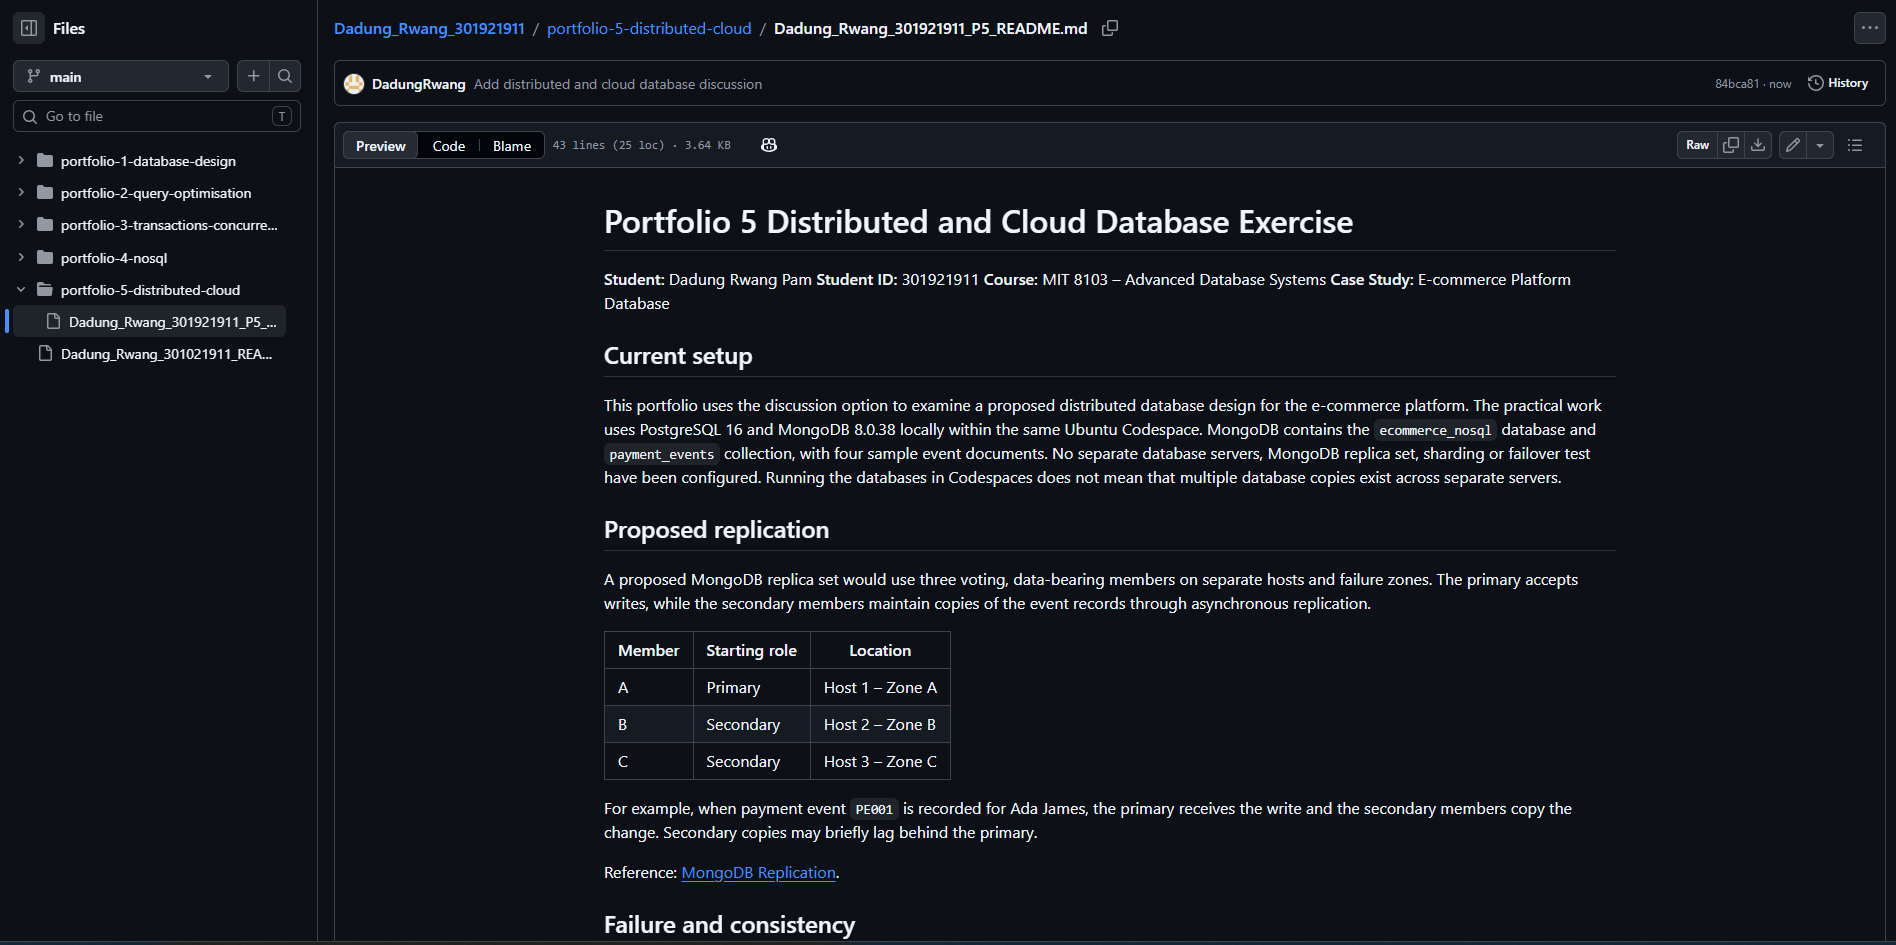 Files
main
Go to file
T
portfolio-1-database-design
portfolio-2-query-optimisation
portfolio-3-transactions-concurre...
portfolio-4-nosql
portfolio-5-distributed-cloud
Dadung_Rwang_301921911_P5_...
Dadung_Rwang_301021911_REA...
Dadung_Rwang_301921911 / portfolio-5-distributed-cloud / Dadung_Rwang_301921911_P5_README.md
DadungRwang Add distributed and cloud database discussion
84bca81 · now History
Preview Code Blame 43 lines (25 loc) · 3.64 KB
Raw
Portfolio 5 Distributed and Cloud Database Exercise
Student: Dadung Rwang Pam Student ID: 301921911 Course: MIT 8103 – Advanced Database Systems Case Study: E-commerce Platform
Database
Current setup
This portfolio uses the discussion option to examine a proposed distributed database design for the e-commerce platform. The practical work
uses PostgreSQL 16 and MongoDB 8.0.38 locally within the same Ubuntu Codespace. MongoDB contains the ecommerce_nosql database and
payment_events collection, with four sample event documents. No separate database servers, MongoDB replica set, sharding or failover test
have been configured. Running the databases in Codespaces does not mean that multiple database copies exist across separate servers.
Proposed replication
A proposed MongoDB replica set would use three voting, data-bearing members on separate hosts and failure zones. The primary accepts
writes, while the secondary members maintain copies of the event records through asynchronous replication.
Member Starting role Location
A Primary Host 1 – Zone A
B Secondary Host 2 – Zone B
C Secondary Host 3 – Zone C
For example, when payment event PE001 is recorded for Ada James, the primary receives the write and the secondary members copy the
change. Secondary copies may briefly lag behind the primary.
Reference: MongoDB Replication.
Failure and consistency